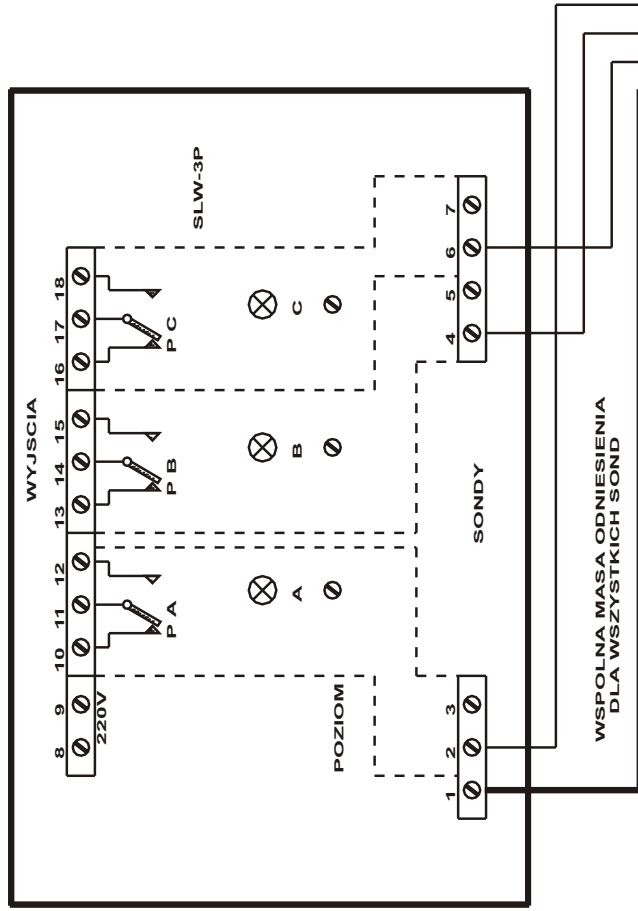 WYJSCIA
8 9 10 11 12 13 14 15 16 17 18
220V
P A
P B
P C
SLW-3P
A
B
C
POZIOM
1 2 3
4 5 6 7
SONDY
WSPOLNA MASA ODNIESIENIA
DLA WSZYSTKICH SOND